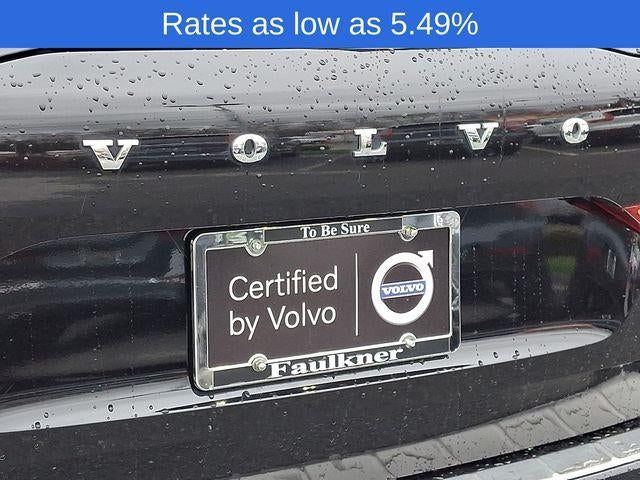 Rates as low as 5.49%
VOLVO
To Be Sure
Certified
by Volvo
VOLVO
Faulkner